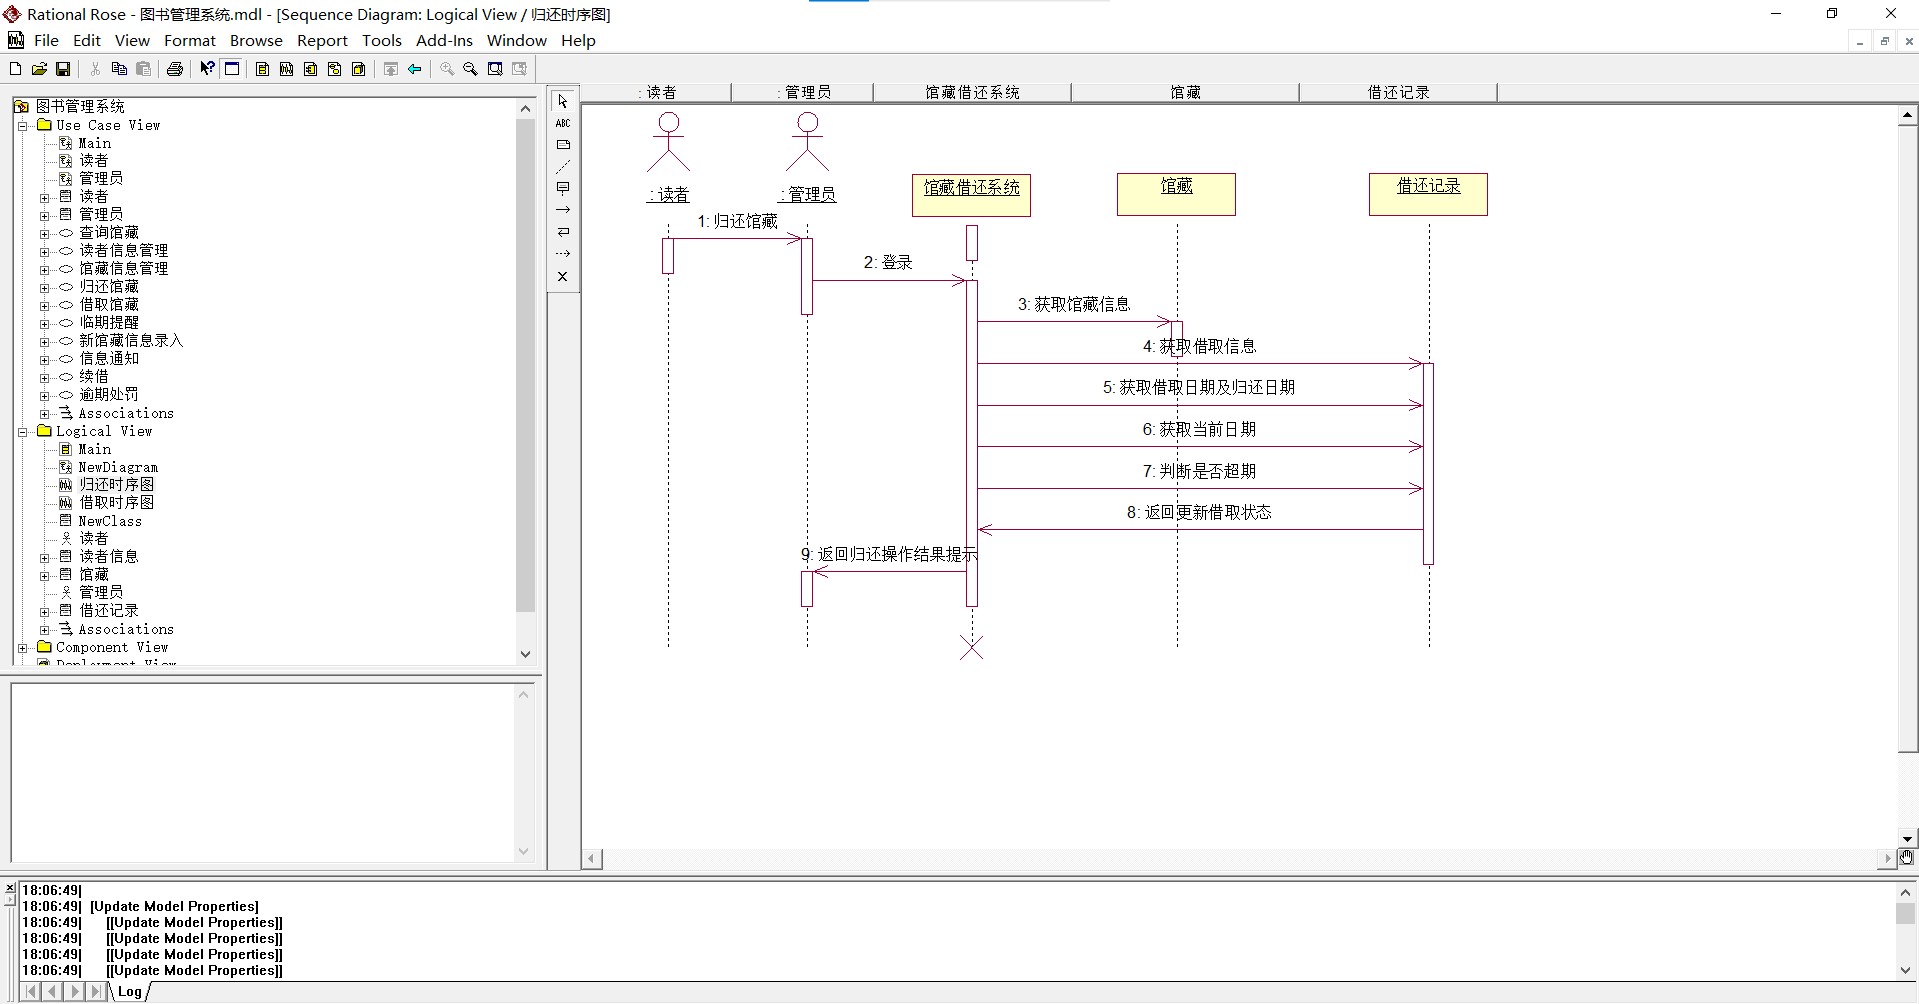 Rational Rose - 图书管理系统.mdl - [Sequence Diagram: Logical View / 归还时序图]
File Edit View Format Browse Report Tools Add-Ins Window Help
ABC
图书管理系统
Use Case View
Main
读者
管理员
读者
管理员
查询馆藏
读者信息管理
馆藏信息管理
归还馆藏
借取馆藏
临期提醒
新馆藏信息录入
信息通知
续借
逾期处罚
Associations
Logical View
Main
NewDiagram
归还时序图
借取时序图
NewClass
读者
读者信息
馆藏
管理员
借还记录
Associations
Component View
Deployment View
: 读者 : 管理员 馆藏借还系统 馆藏 借还记录
: 读者
: 管理员
馆藏借还系统
馆藏
借还记录
1: 归还馆藏
2: 登录
3: 获取馆藏信息
4: 获取借取信息
5: 获取借取日期及归还日期
6: 获取当前日期
7: 判断是否超期
8: 返回更新借取状态
9: 返回归还操作结果提示
18:06:49|
18:06:49| [Update Model Properties]
18:06:49| [[Update Model Properties]]
18:06:49| [[Update Model Properties]]
18:06:49| [[Update Model Properties]]
18:06:49| [[Update Model Properties]]
Log